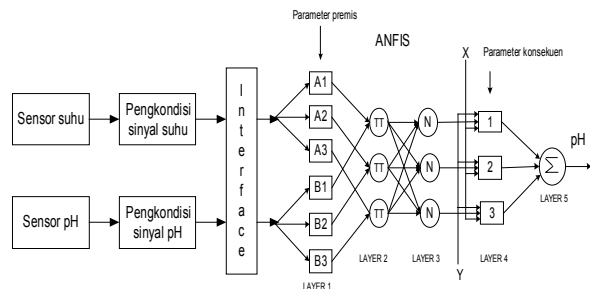 Parameter premis
ANFIS
X
Parameter konsekuen
Sensor suhu
Pengkondisi
sinyal suhu
Sensor pH
Pengkondisi
sinyal pH
Interface
A1
A2
A3
B1
B2
B3
TT
TT
TT
N
N
N
1
2
3
Σ
pH
LAYER 1
LAYER 2
LAYER 3
Y
LAYER 4
LAYER 5